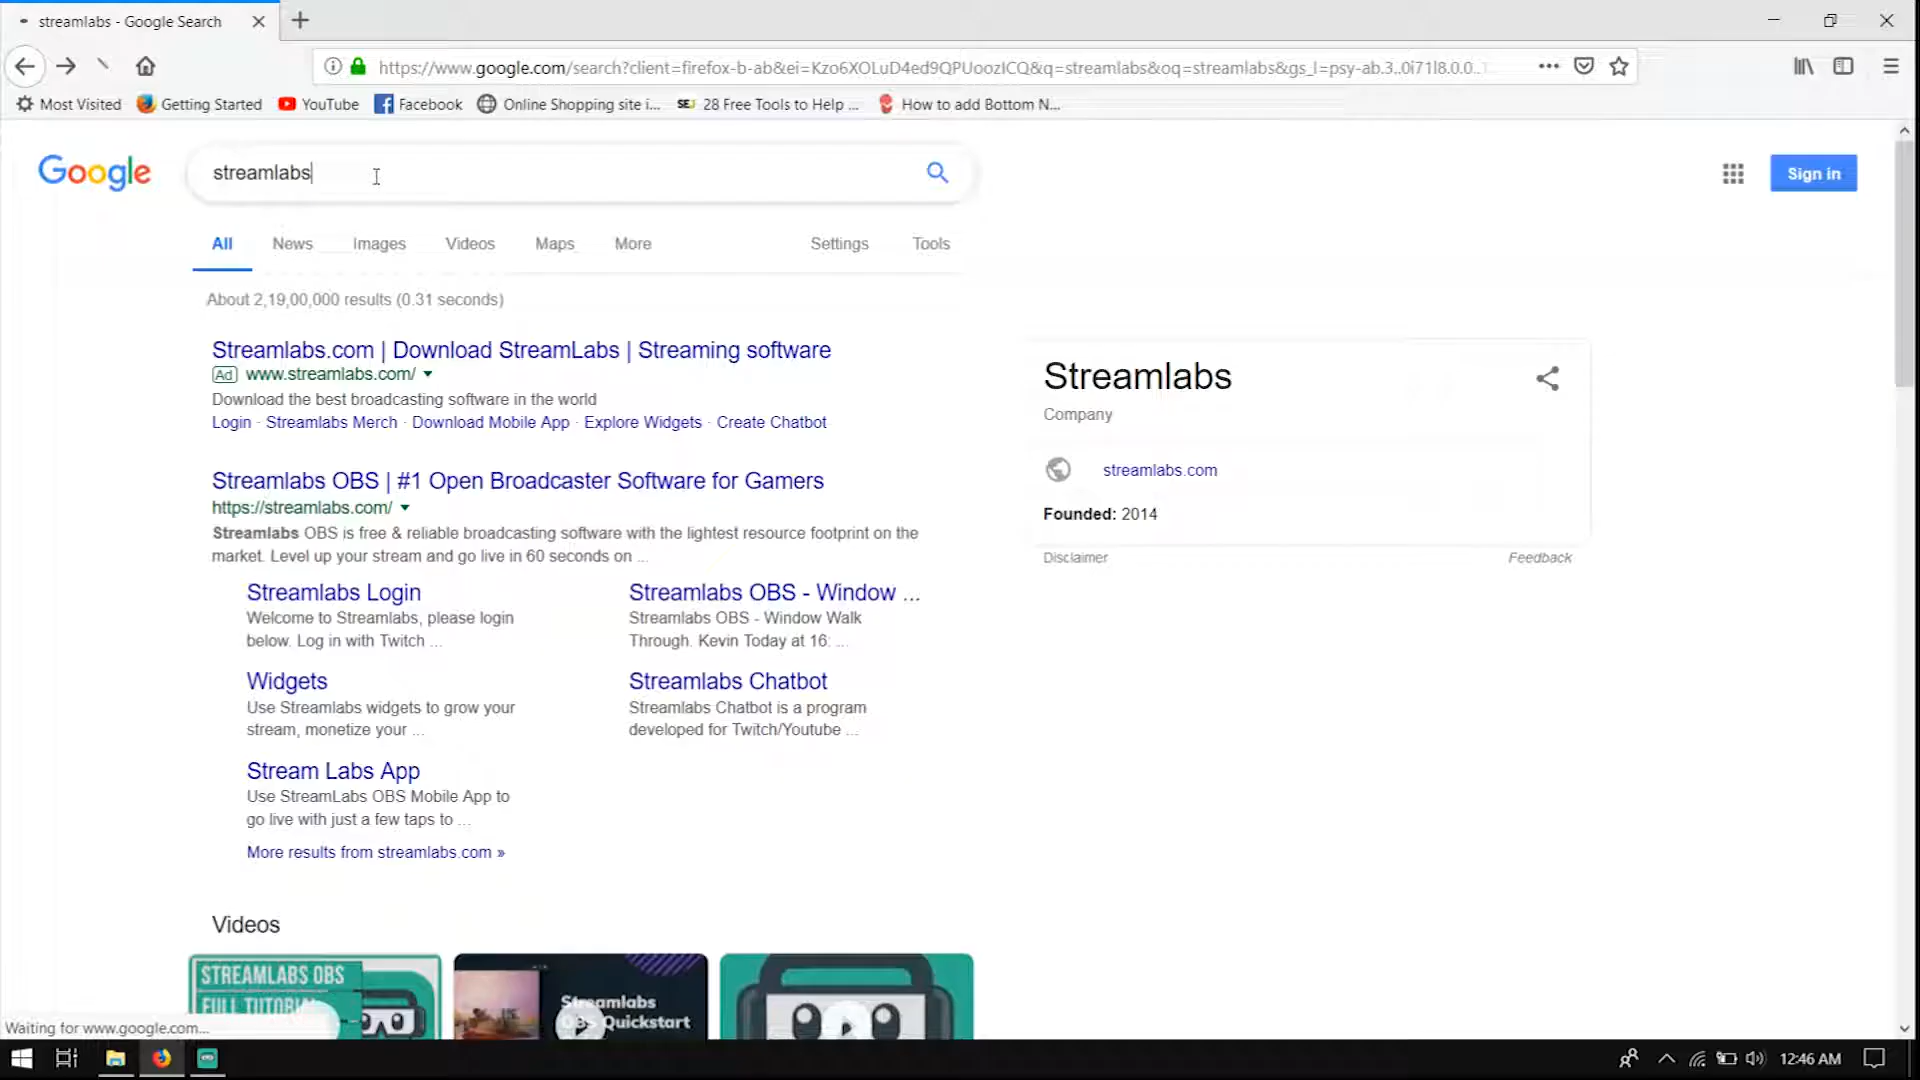 streamlabs - Google Search
https://www.google.com/search?client=firefox-b-ab&ei=Kzo6XOLuD4ed9QPUoozICQ&q=streamlabs&oq=streamlabs&gs_l=psy-ab.3..0i71l8.0.0..
Most Visited
Getting Started
YouTube
Facebook
Online Shopping site i...
SEJ
28 Free Tools to Help ...
How to add Bottom N...
Google
streamlabs
Sign in
All
News
Images
Videos
Maps
More
Settings
Tools
About 2,19,00,000 results (0.31 seconds)
Streamlabs.com | Download StreamLabs | Streaming software
Ad www.streamlabs.com/
Download the best broadcasting software in the world
Login · Streamlabs Merch · Download Mobile App · Explore Widgets · Create Chatbot
Streamlabs OBS | #1 Open Broadcaster Software for Gamers
https://streamlabs.com/
Streamlabs OBS is free & reliable broadcasting software with the lightest resource footprint on the
market. Level up your stream and go live in 60 seconds on ...
Streamlabs Login
Welcome to Streamlabs, please login
below. Log in with Twitch ...
Streamlabs OBS - Window ...
Streamlabs OBS - Window Walk
Through. Kevin Today at 16: ...
Widgets
Use Streamlabs widgets to grow your
stream, monetize your ...
Streamlabs Chatbot
Streamlabs Chatbot is a program
developed for Twitch/Youtube ...
Stream Labs App
Use StreamLabs OBS Mobile App to
go live with just a few taps to ...
More results from streamlabs.com »
Streamlabs
Company
streamlabs.com
Founded: 2014
Disclaimer
Feedback
Videos
STREAMLABS OBS
FULL TUTORIAL
Streamlabs
OBS Quickstart
Waiting for www.google.com...
12:46 AM